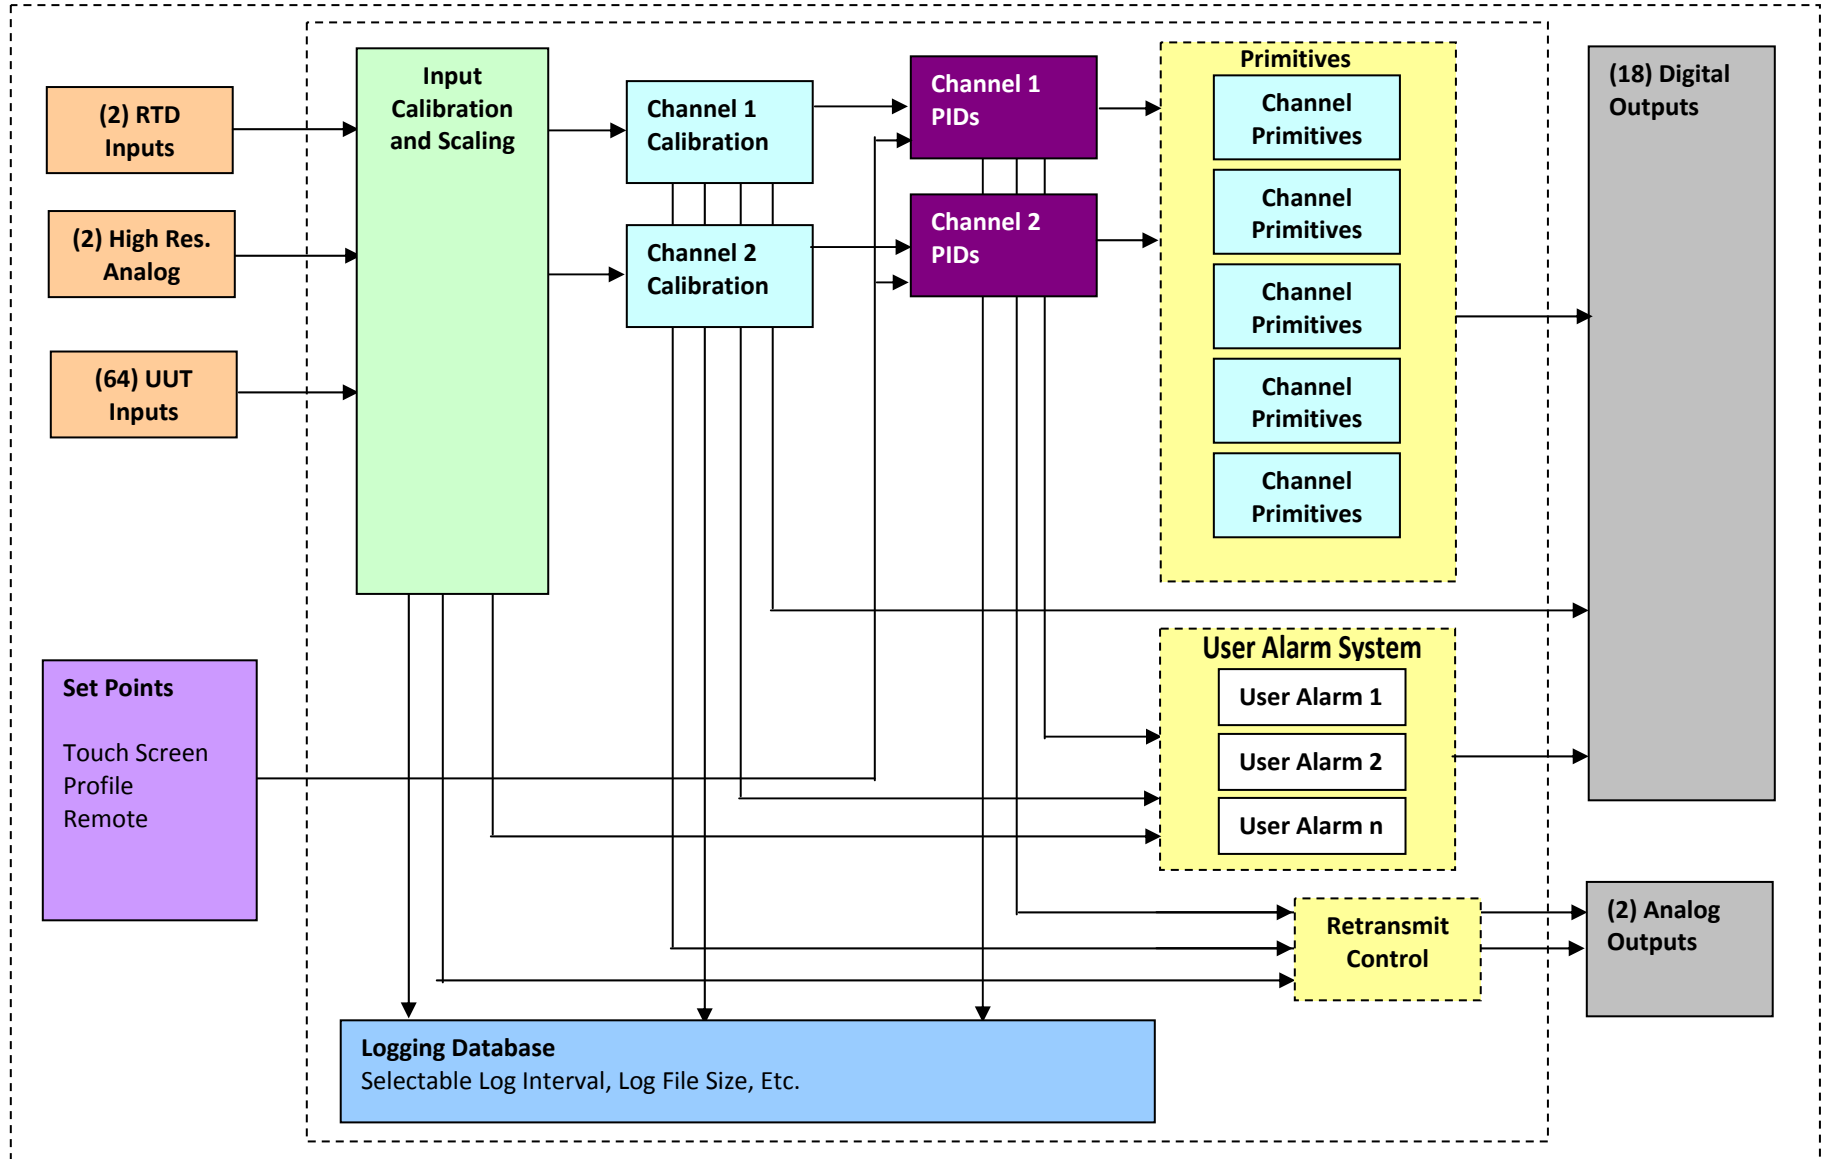 (2) RTD
Inputs
(2) High Res.
Analog
(64) UUT
Inputs
Set Points
Touch Screen
Profile
Remote
Input
Calibration
and Scaling
Channel 1
Calibration
Channel 2
Calibration
Channel 1
PIDs
Channel 2
PIDs
Primitives
Channel
Primitives
Channel
Primitives
Channel
Primitives
Channel
Primitives
Channel
Primitives
User Alarm System
User Alarm 1
User Alarm 2
User Alarm n
Retransmit
Control
(18) Digital
Outputs
(2) Analog
Outputs
Logging Database
Selectable Log Interval, Log File Size, Etc.